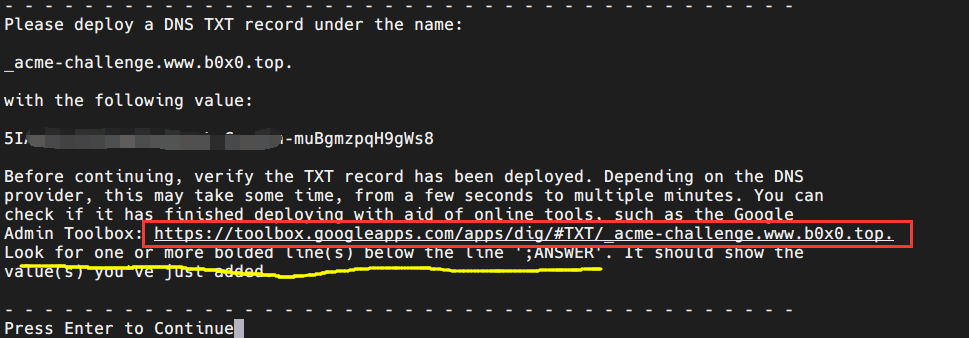 - - - - - - - - - - - - - - - - - - - - - - - - - - - - - - - - - - - - - - - -
Please deploy a DNS TXT record under the name:
_acme-challenge.www.b0x0.top.
with the following value:
-muBgmzpqH9gWs8
Before continuing, verify the TXT record has been deployed. Depending on the DNS
provider, this may take some time, from a few seconds to multiple minutes. You can
check if it has finished deploying with aid of online tools, such as the Google
Admin Toolbox: https://toolbox.googleapps.com/apps/dig/#TXT/_acme-challenge.www.b0x0.top.
Look for one or more bolded line(s) below the line ';ANSWER'. It should show the
value(s) you've just added
- - - - - - - - - - - - - - - - - - - - - - - - - - - - - - - - - - - - - - - -
Press Enter to Continue